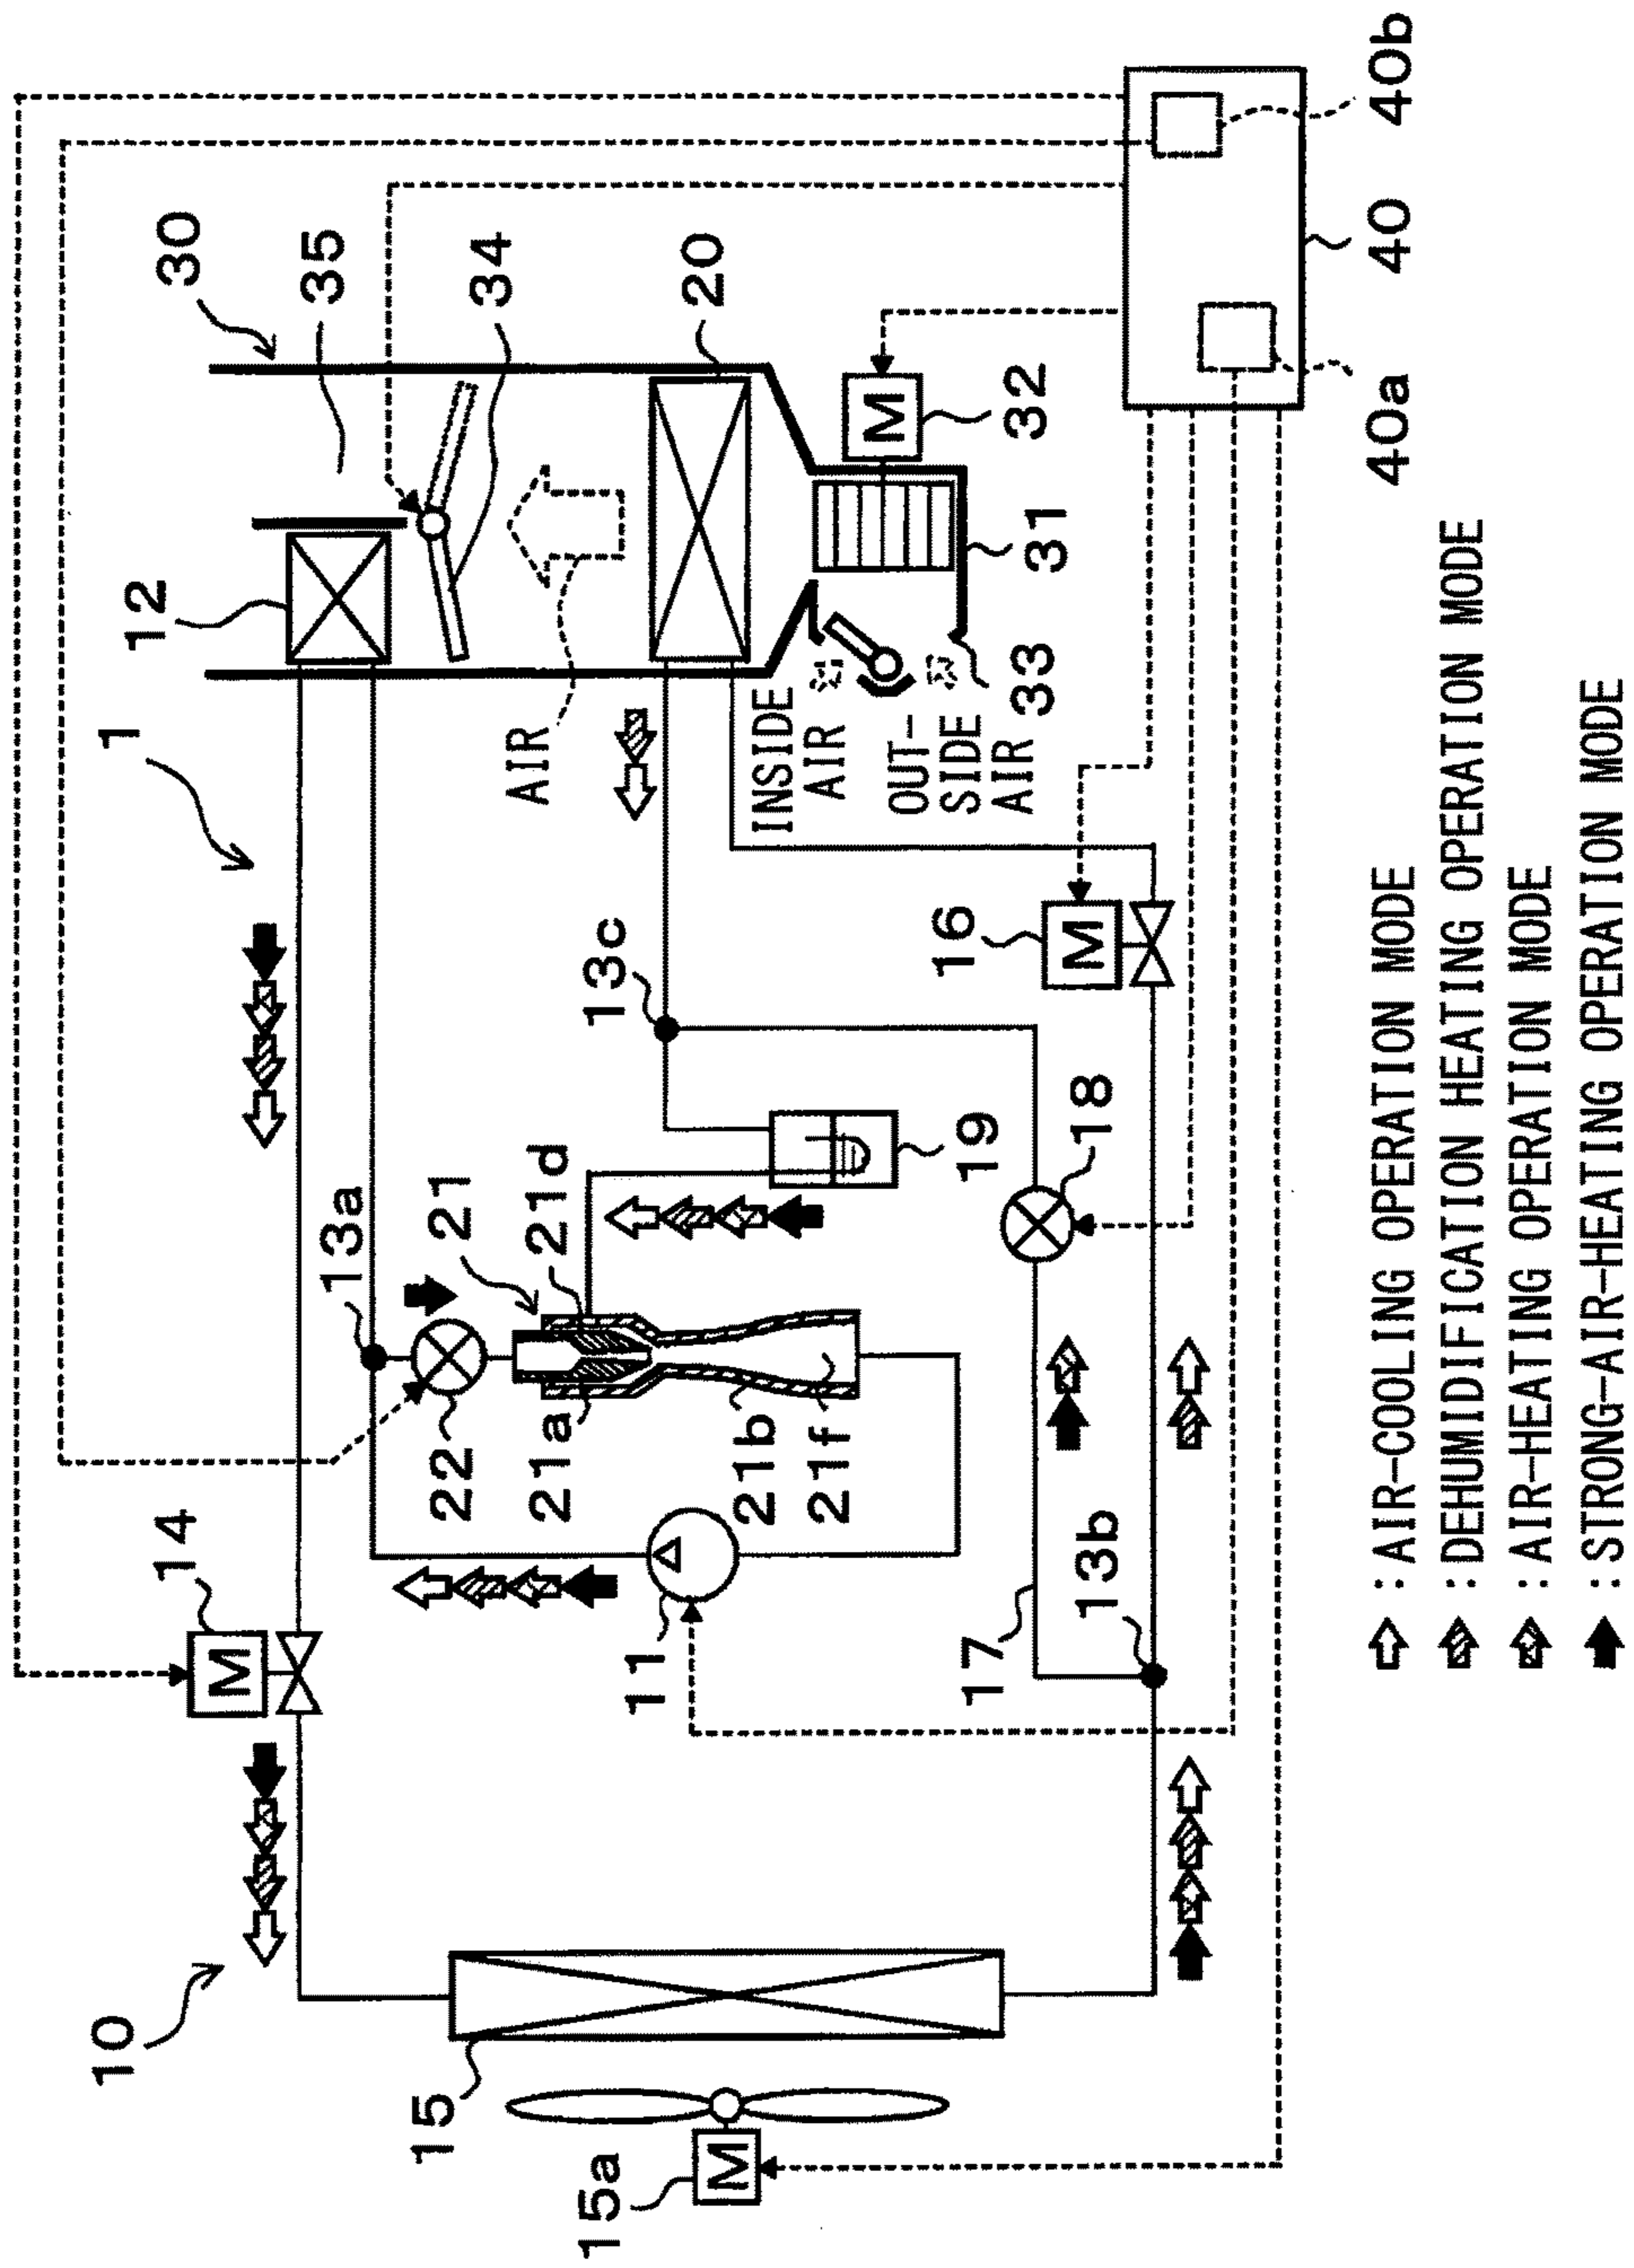 10
1
30
14
12
35
13a
34
22
21
21d
AIR
20
15
21a
13c
15a
11
21b
21f
INSIDE
AIR
OUT-
SIDE
AIR
M
M
M
M
16
19
32
31
33
17
18
13b
40a
40
40b
:AIR-COOLING OPERATION MODE
:DEHUMIDIFICATION HEATING OPERATION MODE
:AIR-HEATING OPERATION MODE
:STRONG-AIR-HEATING OPERATION MODE